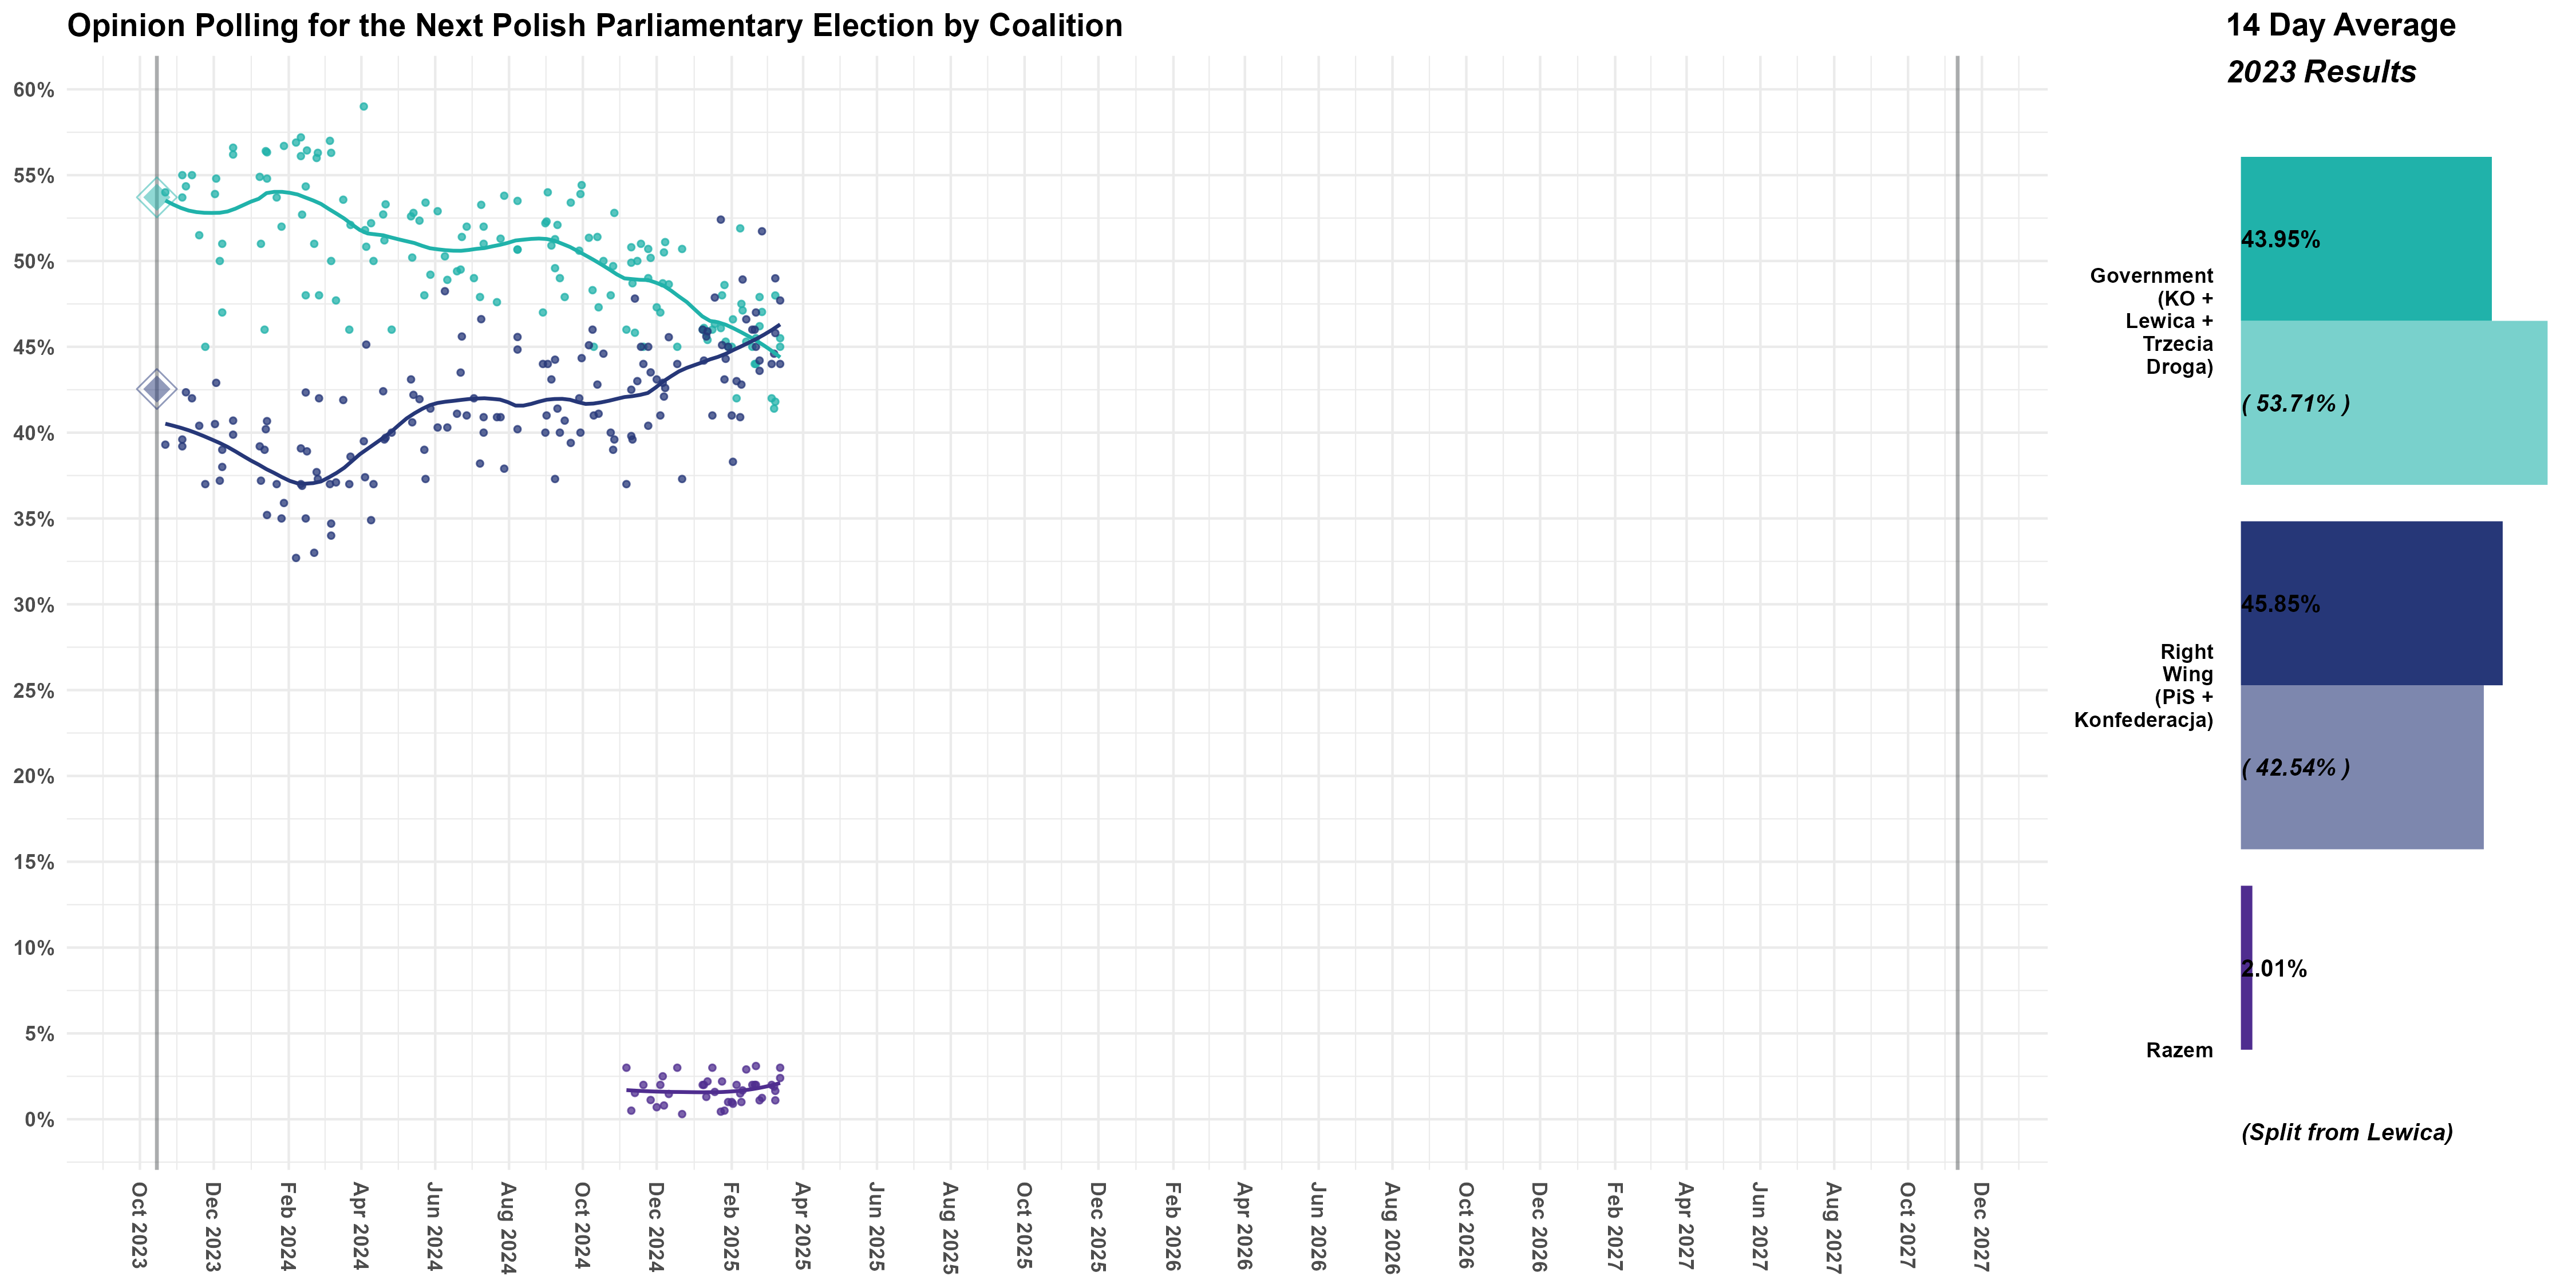 Opinion Polling for the Next Polish Parliamentary Election by Coalition
60%
55%
50%
45%
40%
35%
30%
25%
20%
15%
10%
5%
0%
Oct 2023
Dec 2023
Feb 2024
Apr 2024
Jun 2024
Aug 2024
Oct 2024
Dec 2024
Feb 2025
Apr 2025
Jun 2025
Aug 2025
Oct 2025
Dec 2025
Feb 2026
Apr 2026
Jun 2026
Aug 2026
Oct 2026
Dec 2026
Feb 2027
Apr 2027
Jun 2027
Aug 2027
Oct 2027
Dec 2027
14 Day Average
2023 Results
Government
(KO +
Lewica +
Trzecia
Droga)
43.95%
( 53.71% )
Right
Wing
(PiS +
Konfederacja)
45.85%
( 42.54% )
Razem
2.01%
(Split from Lewica)